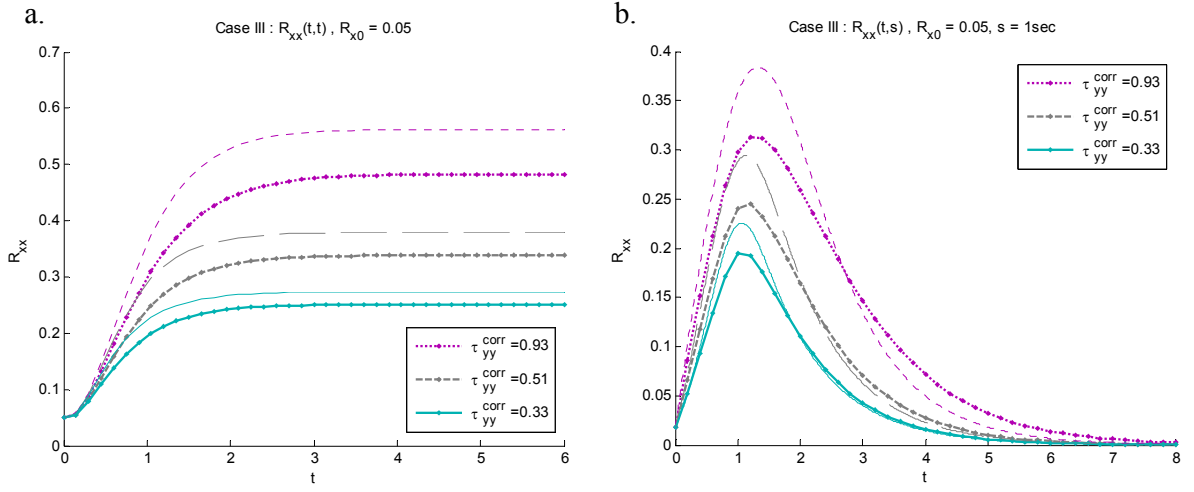 a.
Case III : R_xx(t,t) , R_x0 = 0.05
R_xx
0.7
0.6
0.5
0.4
0.3
0.2
0.1
0
0 1 2 3 4 5 6
t
τ_yy^corr =0.93
τ_yy^corr =0.51
τ_yy^corr =0.33
b.
Case III : R_xx(t,s) , R_x0 = 0.05, s = 1sec
R_xx
0.4
0.35
0.3
0.25
0.2
0.15
0.1
0.05
0
0 1 2 3 4 5 6 7 8
t
τ_yy^corr =0.93
τ_yy^corr =0.51
τ_yy^corr =0.33